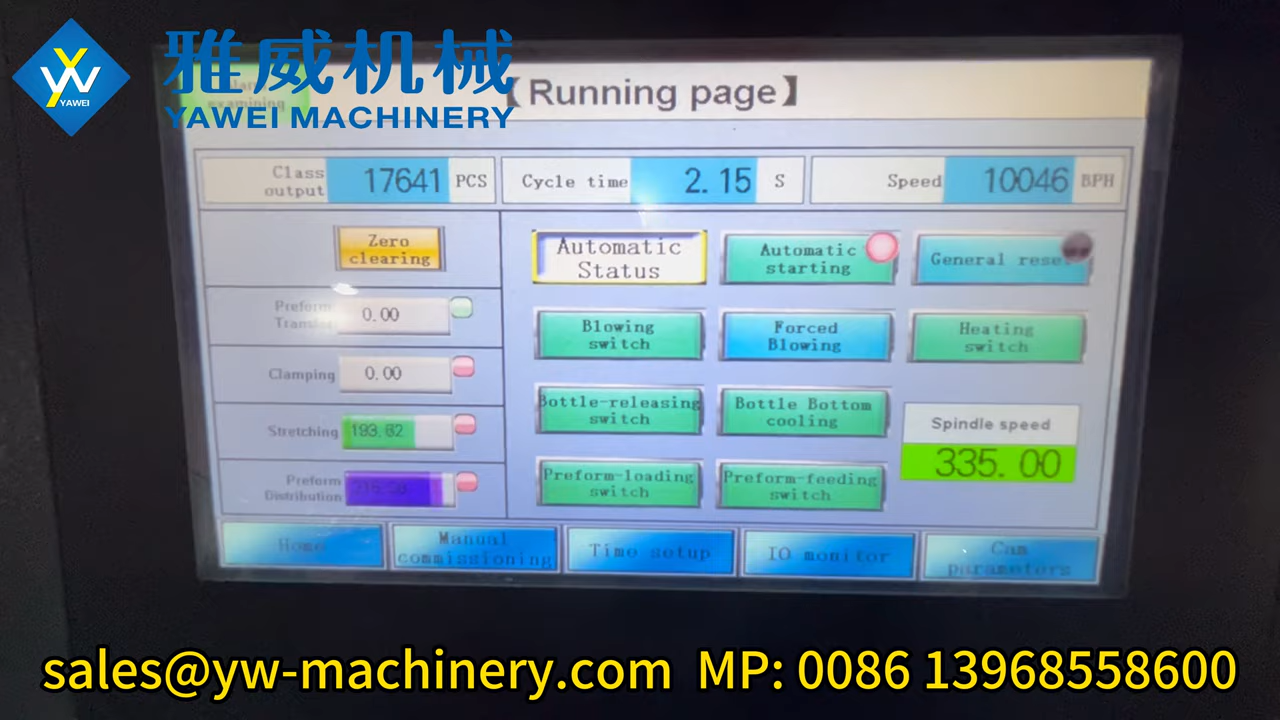 雅威机械
YAWEI MACHINERY
YW
YAWEI
【Running page】
examining
Class output 17641 PCS
Cycle time 2.15 S
Speed 10046 BPH
Zero clearing
Automatic Status
Automatic starting
General reset
Preform Transfer 0.00
Blowing switch
Forced Blowing
Heating switch
Clamping 0.00
Bottle-releasing switch
Bottle Bottom cooling
Spindle speed
335.00
Stretching 193.62
Preform Distribution
Preform-loading switch
Preform-feeding switch
Home
Manual commissioning
Time setup
IO monitor
Cam parameters
sales@yw-machinery.com MP: 0086 13968558600